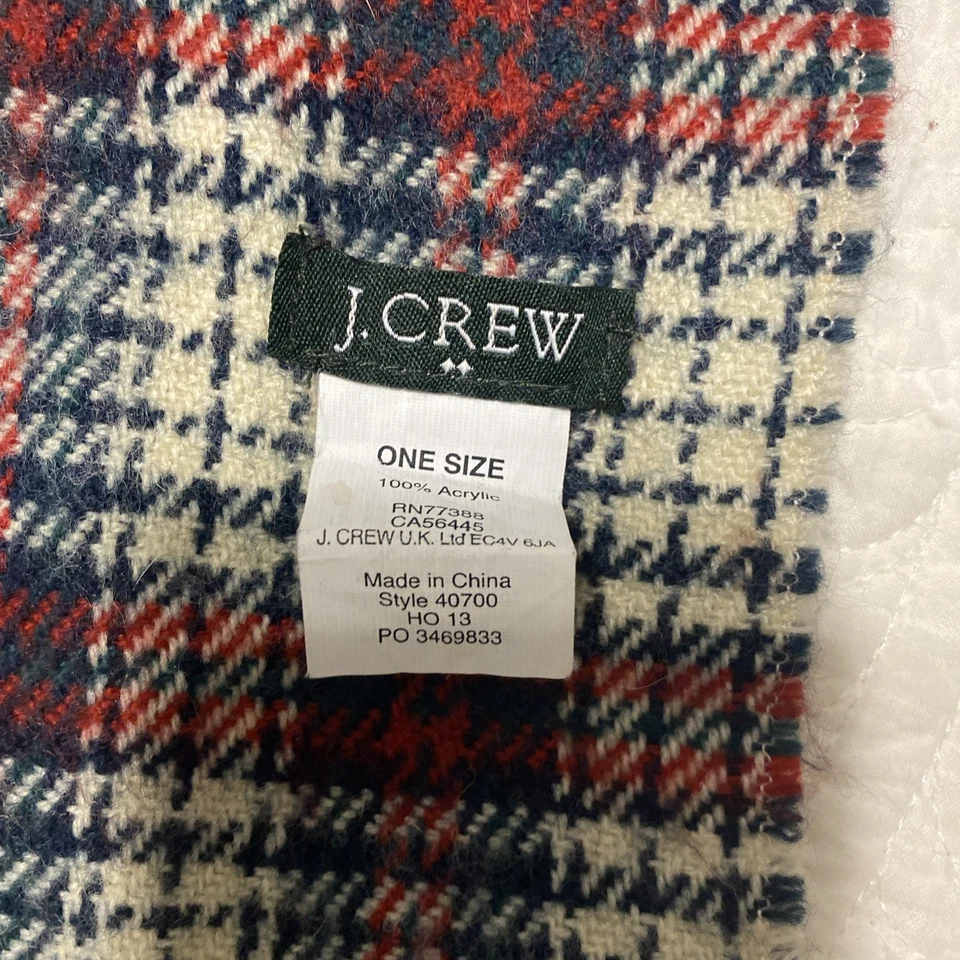 J.CREW
ONE SIZE
100% Acrylic
RN77388
CA56445
J. CREW U.K. Ltd EC4V 6JA
Made in China
Style 40700
HO 13
PO 3469833